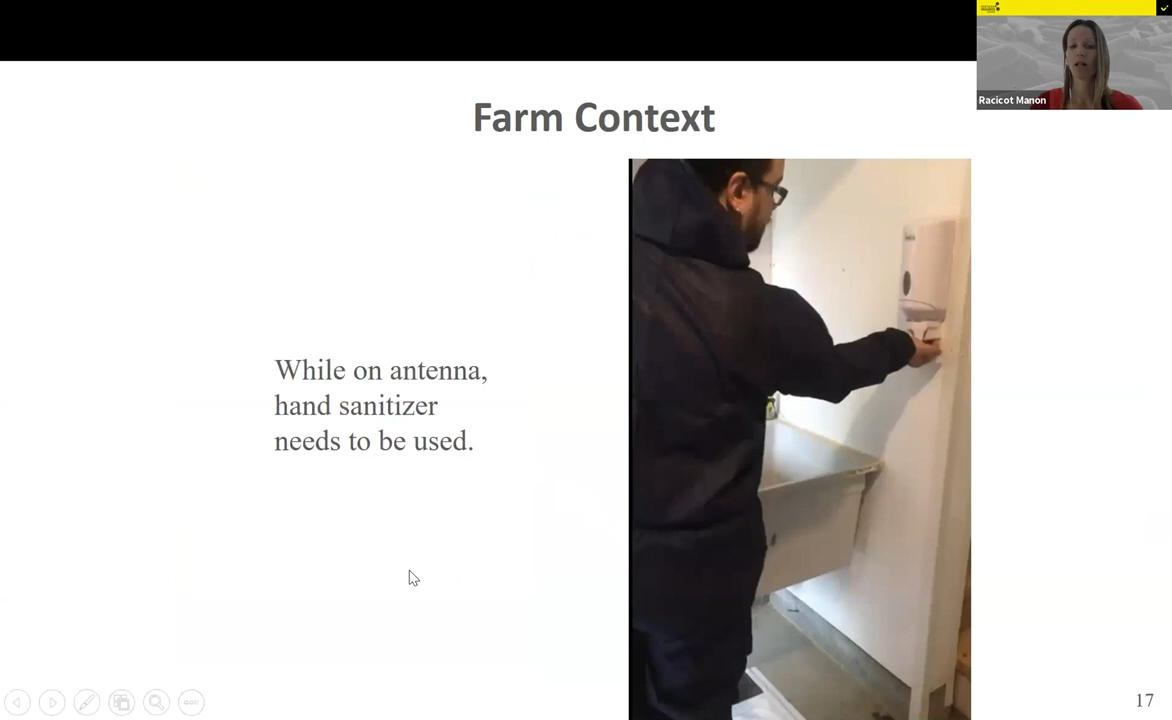 Racicot Manon
Farm Context
While on antenna,
hand sanitizer
needs to be used.
17